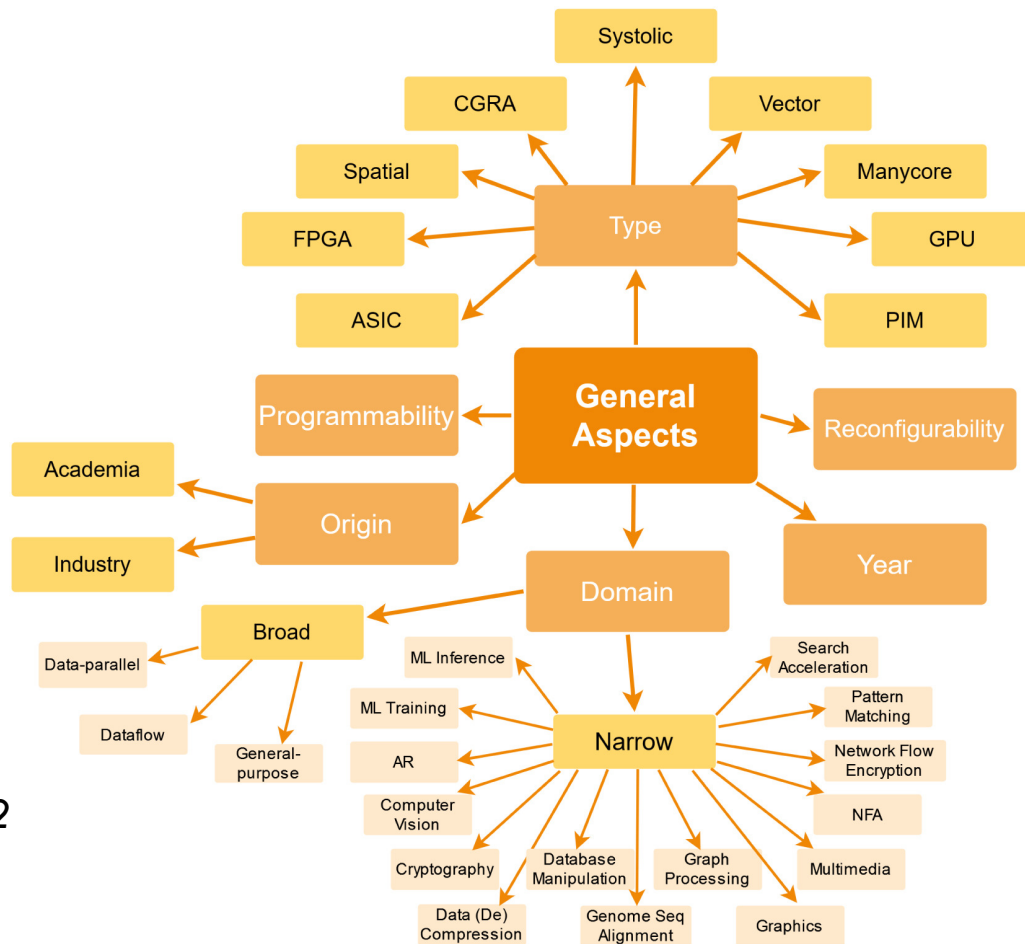 Systolic
CGRA
Vector
Spatial
Manycore
Type
FPGA
GPU
ASIC
PIM
General
Aspects
Programmability
Reconfigurability
Academia
Origin
Industry
Year
Domain
Broad
Data-parallel
Dataflow
General-
purpose
ML Inference
Search
Acceleration
ML Training
Pattern
Matching
Narrow
AR
Network Flow
Encryption
Computer
Vision
NFA
2
Cryptography
Database
Manipulation
Graph
Processing
Multimedia
Data (De)
Compression
Genome Seq
Alignment
Graphics